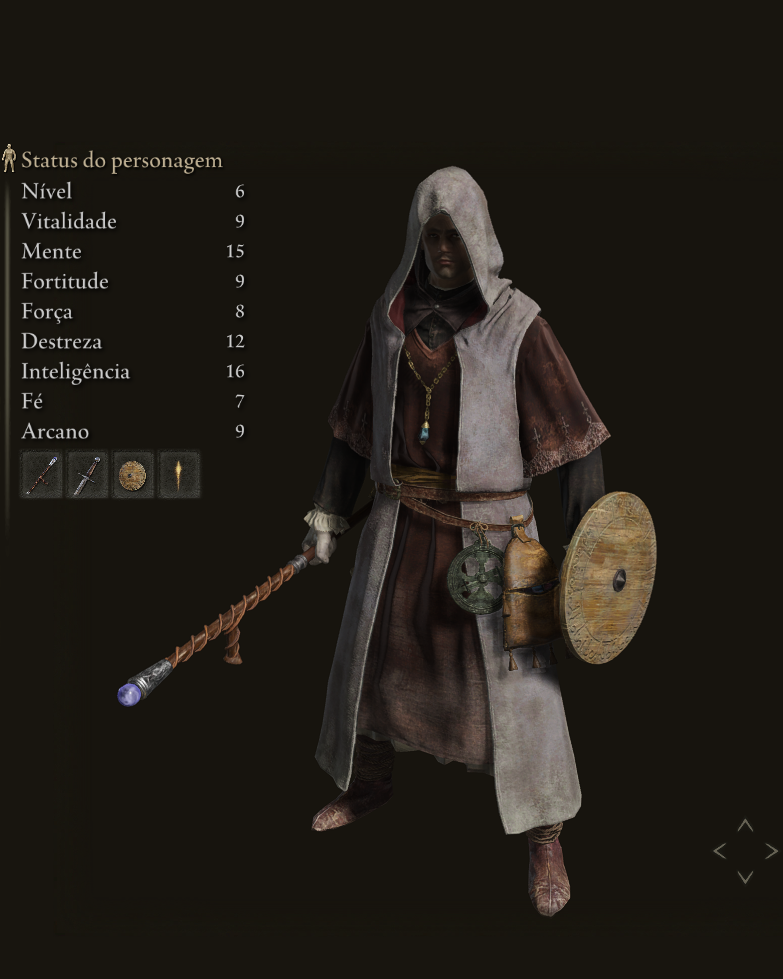 Status do personagem
Nível 6
Vitalidade 9
Mente 15
Fortitude 9
Força 8
Destreza 12
Inteligência 16
Fé 7
Arcano 9